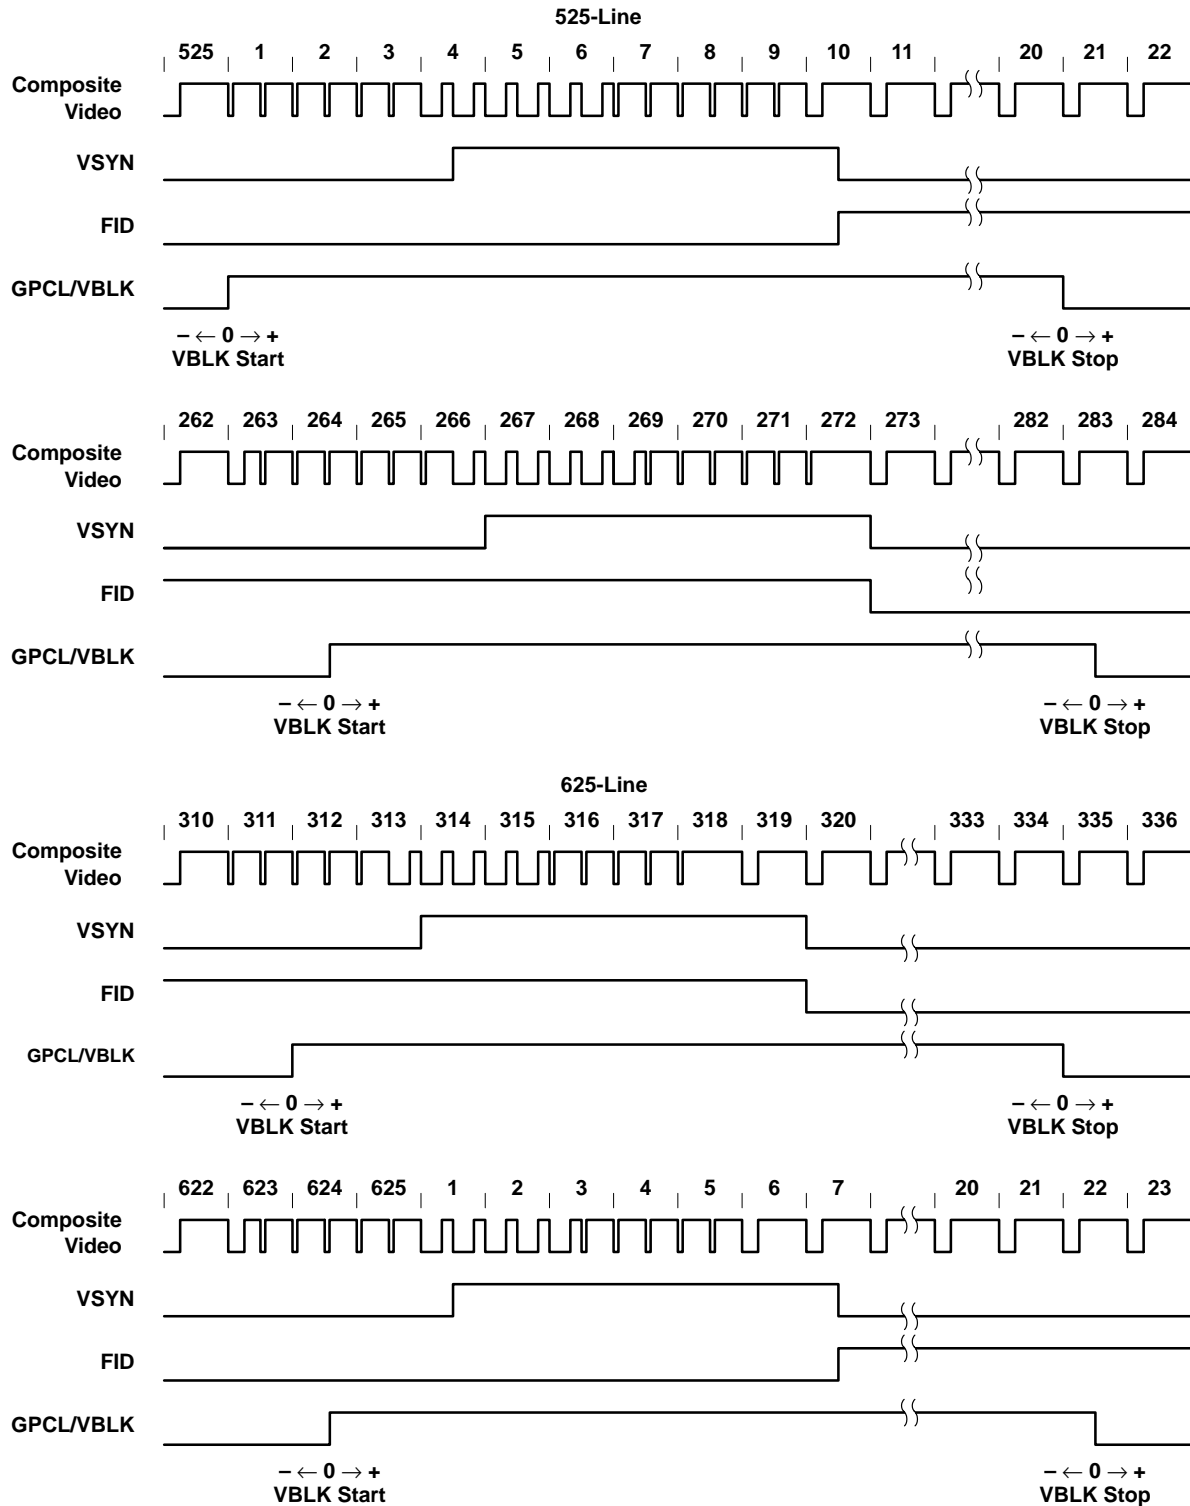 525-Line
525 1 2 3 4 5 6 7 8 9 10 11 20 21 22
Composite
Video
VSYN
FID
GPCL/VBLK
– ← 0 → +
VBLK Start
– ← 0 → +
VBLK Stop
262 263 264 265 266 267 268 269 270 271 272 273 282 283 284
Composite
Video
VSYN
FID
GPCL/VBLK
– ← 0 → +
VBLK Start
– ← 0 → +
VBLK Stop
625-Line
310 311 312 313 314 315 316 317 318 319 320 333 334 335 336
Composite
Video
VSYN
FID
GPCL/VBLK
– ← 0 → +
VBLK Start
– ← 0 → +
VBLK Stop
622 623 624 625 1 2 3 4 5 6 7 20 21 22 23
Composite
Video
VSYN
FID
GPCL/VBLK
– ← 0 → +
VBLK Start
– ← 0 → +
VBLK Stop